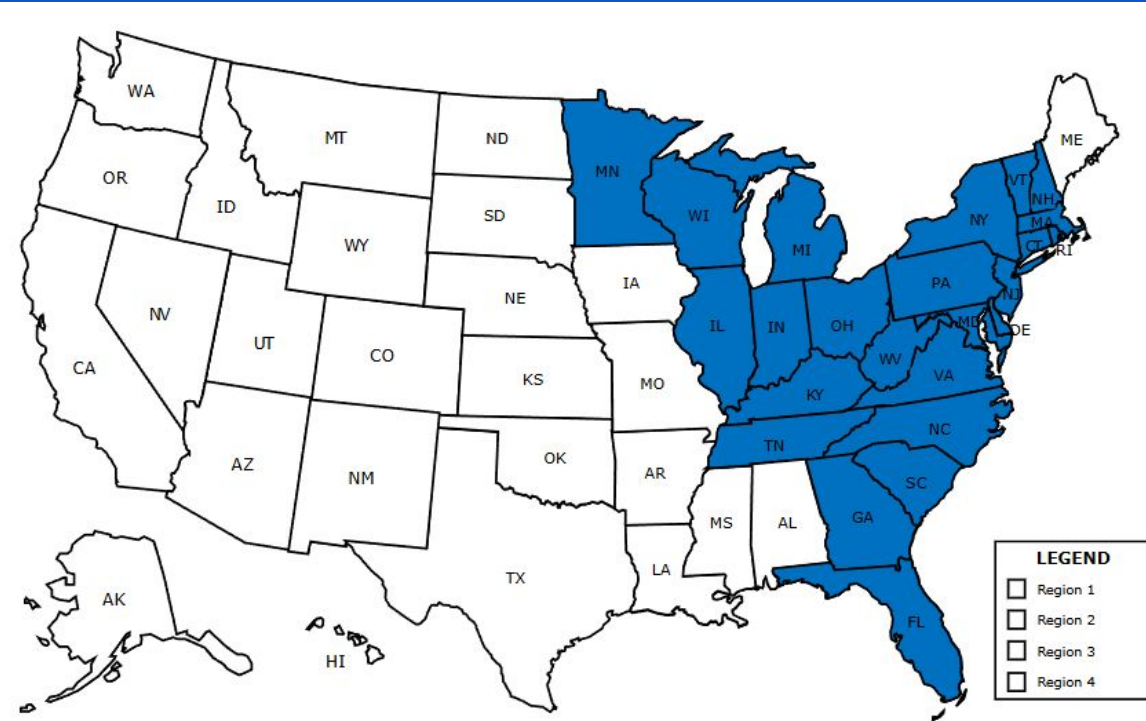 WA
MT
ND
MN
ME
OR
ID
SD
WI
VT
NH
NY
MA
WY
MI
CT
RI
IA
PA
NE
NJ
NV
UT
CO
IL
IN
OH
MD
DE
CA
KS
MO
WV
VA
KY
NC
TN
AZ
NM
OK
AR
SC
MS
AL
GA
LA
TX
AK
HI
FL
LEGEND
Region 1
Region 2
Region 3
Region 4